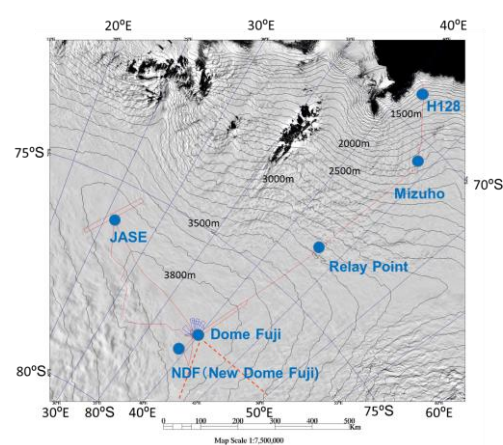 20°E
30°E
40°E
H128
1500m
2000m
75°S
2500m
Mizuho
3000m
70°S
JASE
3500m
Relay Point
3800m
Dome Fuji
NDF(New Dome Fuji)
80°S
30°E 80°S 40°E 50°E 75°S 60°E
0 100 200 300 400 500
Km
Map Scale 1:7,500,000